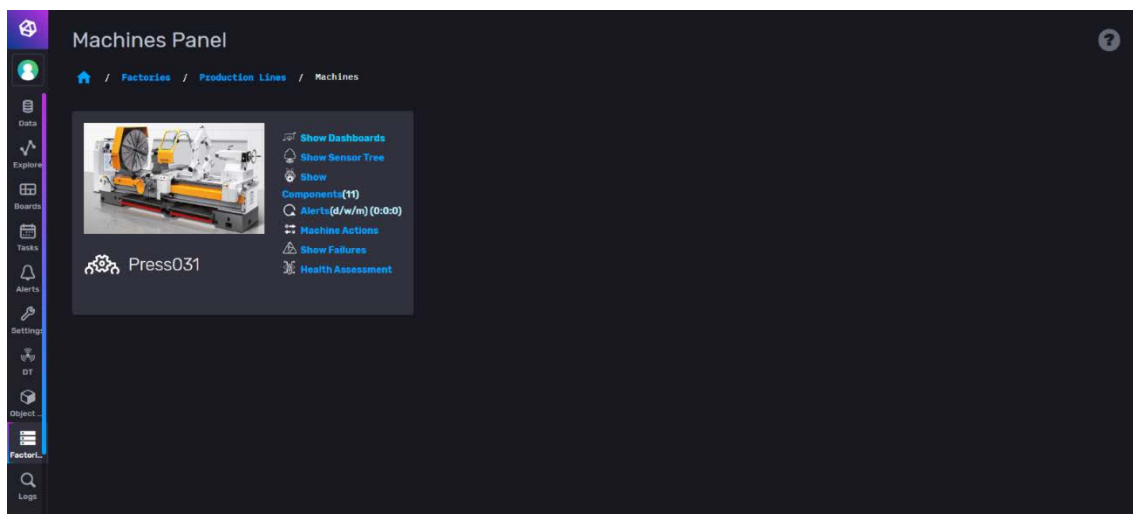 Machines Panel
/ Factories / Production Lines / Machines
Data
Explore
Boards
Tasks
Alerts
Settings
DT
Object ...
Factori...
Logs
Show Dashboards
Show Sensor Tree
Show
Components(11)
Alerts(d/w/m) (0:0:0)
Machine Actions
Show Failures
Health Assessment
Press031
?